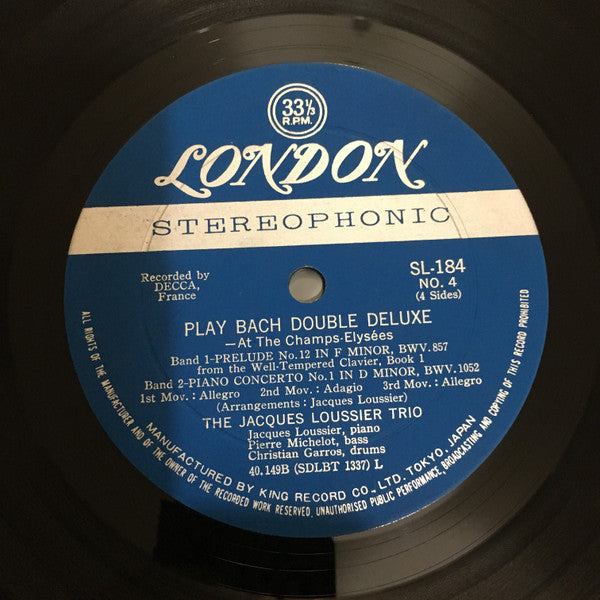 33⅓
R.P.M.
LONDON
STEREOPHONIC
Recorded by
DECCA,
France
SL-184
NO. 4
(4 Sides)
PLAY BACH DOUBLE DELUXE
—At The Champs-Elysées
Band 1-PRELUDE No.12 IN F MINOR, BWV.857
from the Well-Tempered Clavier, Book 1
Band 2-PIANO CONCERTO No.1 IN D MINOR, BWV.1052
1st Mov.: Allegro 2nd Mov.: Adagio 3rd Mov.: Allegro
(Arrangements: Jacques Loussier)
THE JACQUES LOUSSIER TRIO
Jacques Loussier, piano
Pierre Michelot, bass
Christian Garros, drums
40.149B (SDLBT 1337) L
MANUFACTURED BY KING RECORD CO., LTD. TOKYO. JAPAN
ALL RIGHTS OF THE MANUFACTURER AND OF THE OWNER OF THE RECORDED WORK RESERVED, UNAUTHORISED PUBLIC PERFORMANCE, BROADCASTING AND COPYING OF THIS RECORD PROHIBITED